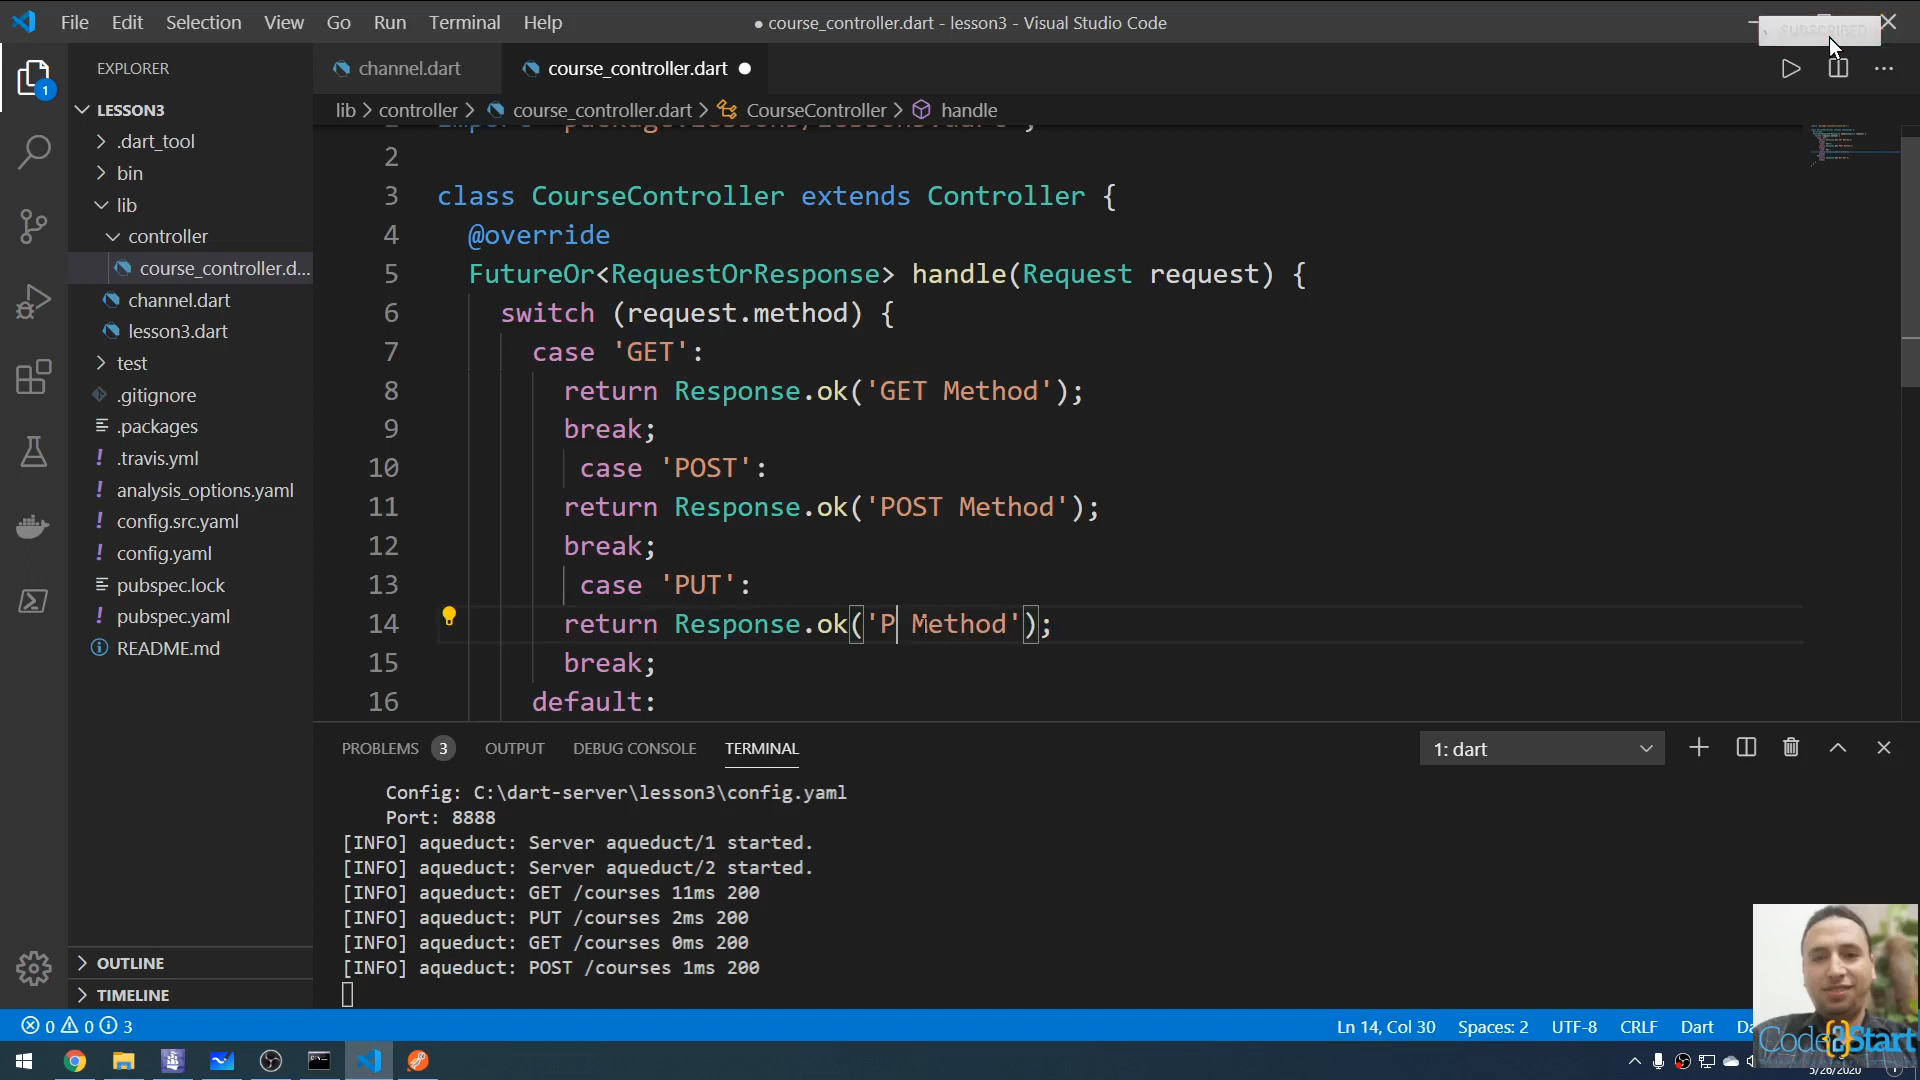 File Edit Selection View Go Run Terminal Help
● course_controller.dart - lesson3 - Visual Studio Code
SUBSCRIBED
EXPLORER
channel.dart
course_controller.dart
1
LESSON3
lib > controller > course_controller.dart > CourseController > handle
.dart_tool
bin
lib
controller
course_controller.d...
channel.dart
lesson3.dart
test
.gitignore
.packages
.travis.yml
analysis_options.yaml
config.src.yaml
config.yaml
pubspec.lock
pubspec.yaml
README.md
OUTLINE
TIMELINE
2
3 class CourseController extends Controller {
4 @override
5 FutureOr<RequestOrResponse> handle(Request request) {
6 switch (request.method) {
7 case 'GET':
8 return Response.ok('GET Method');
9 break;
10 case 'POST':
11 return Response.ok('POST Method');
12 break;
13 case 'PUT':
14 return Response.ok('P Method');
15 break;
16 default:
PROBLEMS 3 OUTPUT DEBUG CONSOLE TERMINAL
1: dart
Config: C:\dart-server\lesson3\config.yaml
Port: 8888
[INFO] aqueduct: Server aqueduct/1 started.
[INFO] aqueduct: Server aqueduct/2 started.
[INFO] aqueduct: GET /courses 11ms 200
[INFO] aqueduct: PUT /courses 2ms 200
[INFO] aqueduct: GET /courses 0ms 200
[INFO] aqueduct: POST /courses 1ms 200
0 0 3
Ln 14, Col 30 Spaces: 2 UTF-8 CRLF Dart
Code2Start
5/26/2020